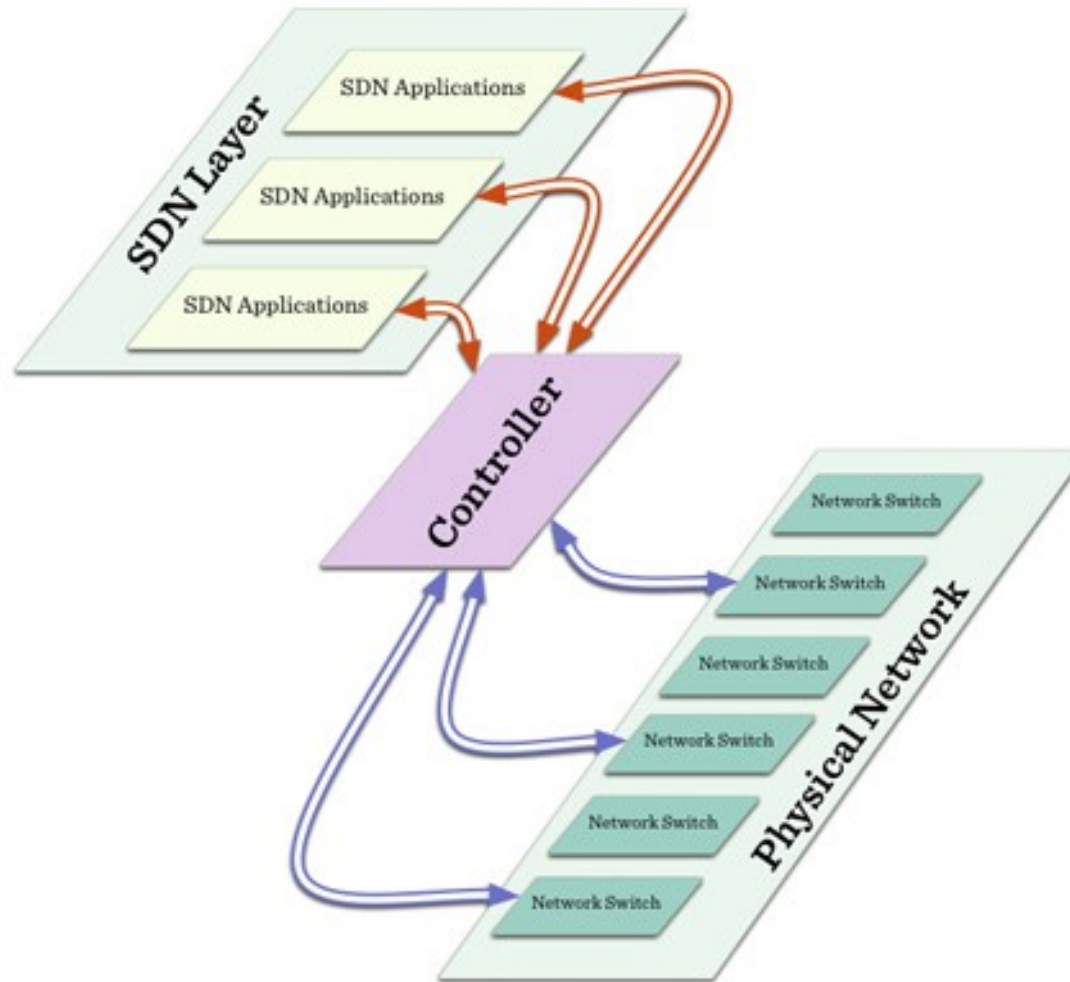 SDN Layer
SDN Applications
SDN Applications
SDN Applications
Controller
Network Switch
Network Switch
Network Switch
Network Switch
Network Switch
Network Switch
Physical Network